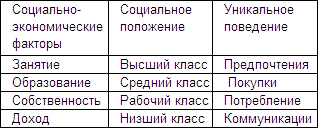 Социально-
экономические
факторы
Социальное
положение
Уникальное
поведение
Занятие Высший класс Предпочтения
Образование Средний класс Покупки
Собственность Рабочий класс Потребление
Доход Низший класс Коммуникации